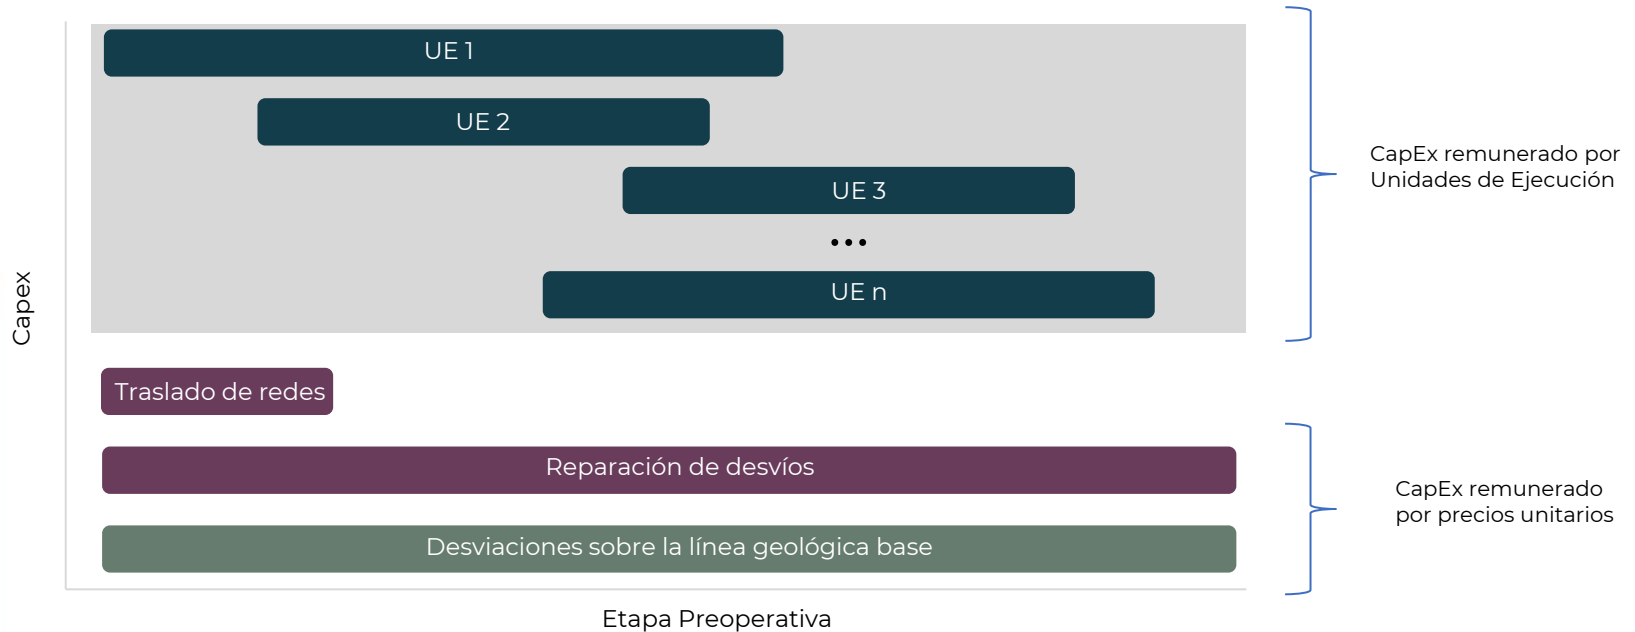 UE 1
UE 2
UE 3
...
UE n
CapEx remunerado por
Unidades de Ejecución
Capex
Traslado de redes
Reparación de desvíos
Desviaciones sobre la línea geológica base
CapEx remunerado
por precios unitarios
Etapa Preoperativa